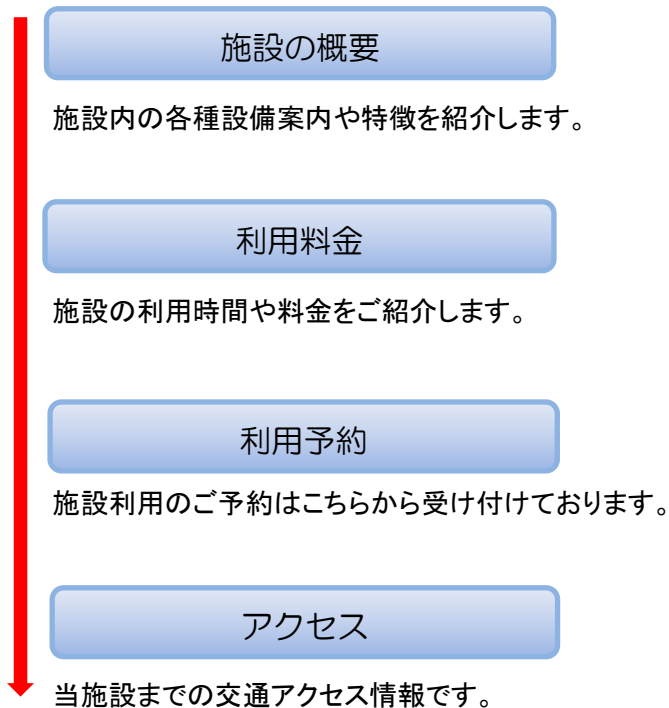 施設の概要
施設内の各種設備案内や特徴を紹介します。
利用料金
施設の利用時間や料金をご紹介します。
利用予約
施設利用のご予約はこちらから受け付けております。
アクセス
当施設までの交通アクセス情報です。